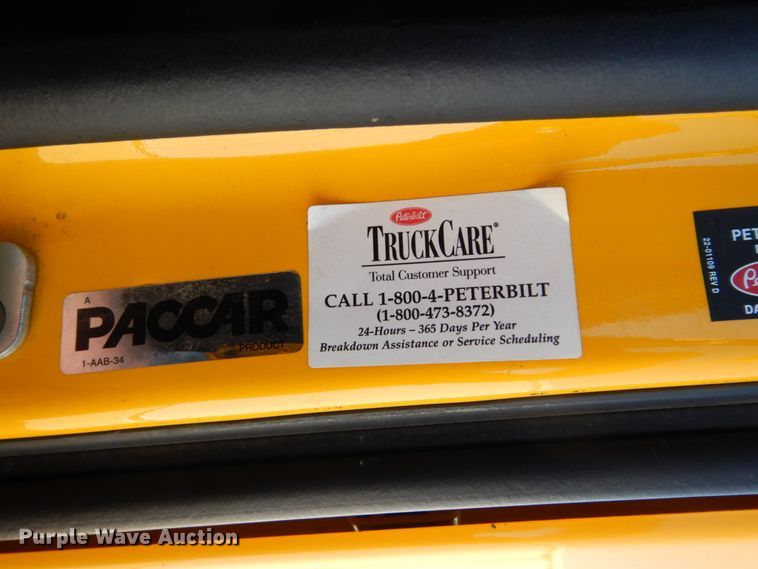 A
PACCAR
PRODUCT
1-AAB-34
Peterbilt
TRUCKCARE®
Total Customer Support
CALL 1-800-4-PETERBILT
(1-800-473-8372)
24-Hours – 365 Days Per Year
Breakdown Assistance or Service Scheduling
22-01109 REV D
PET
DA
Purple Wave Auction